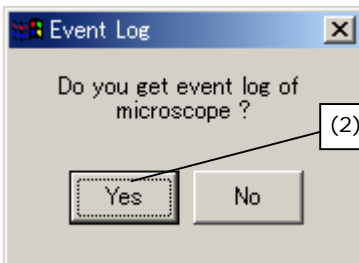 Event Log
Do you get event log of
microscope ?
(2)
Yes
No